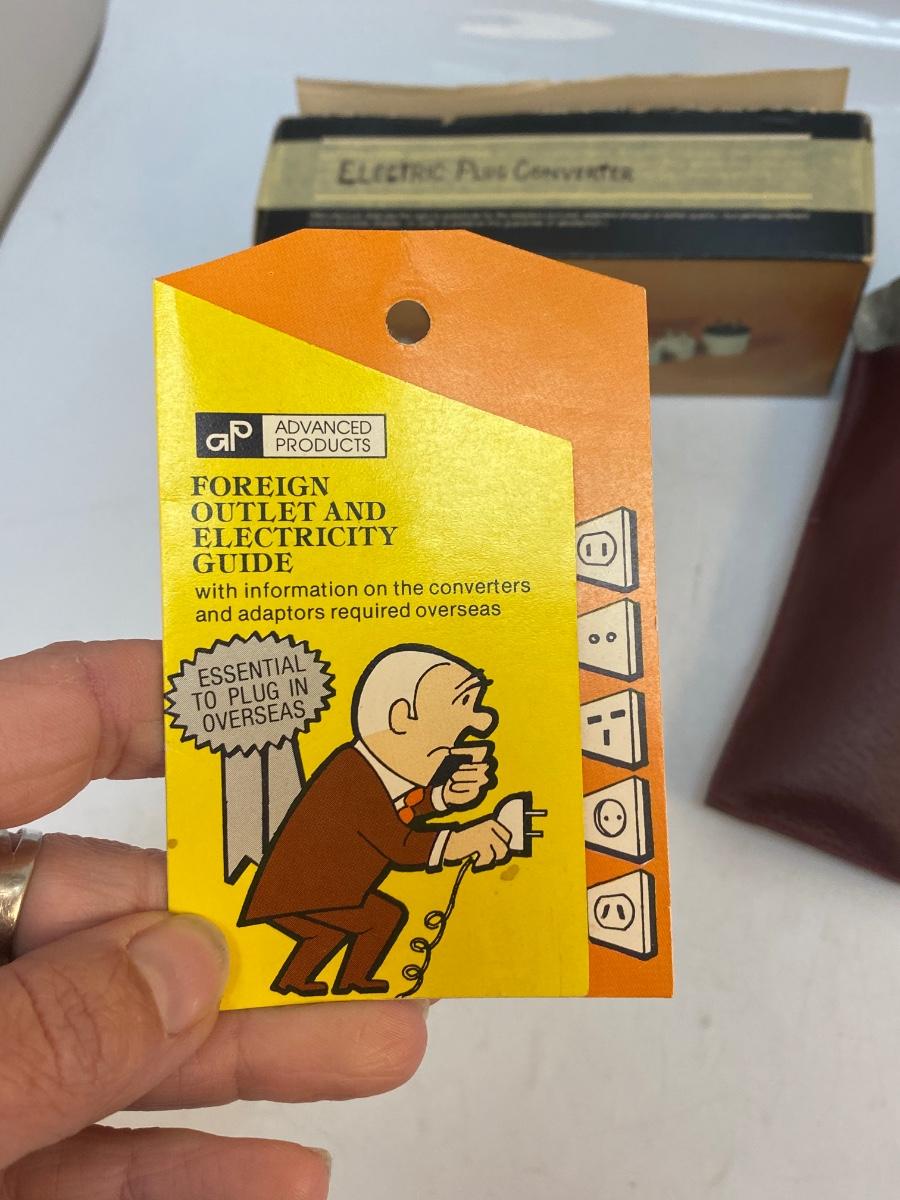 ELECTRIC PLUG CONVERTER
ap ADVANCED
PRODUCTS
FOREIGN
OUTLET AND
ELECTRICITY
GUIDE
with information on the converters
and adaptors required overseas
ESSENTIAL
TO PLUG IN
OVERSEAS